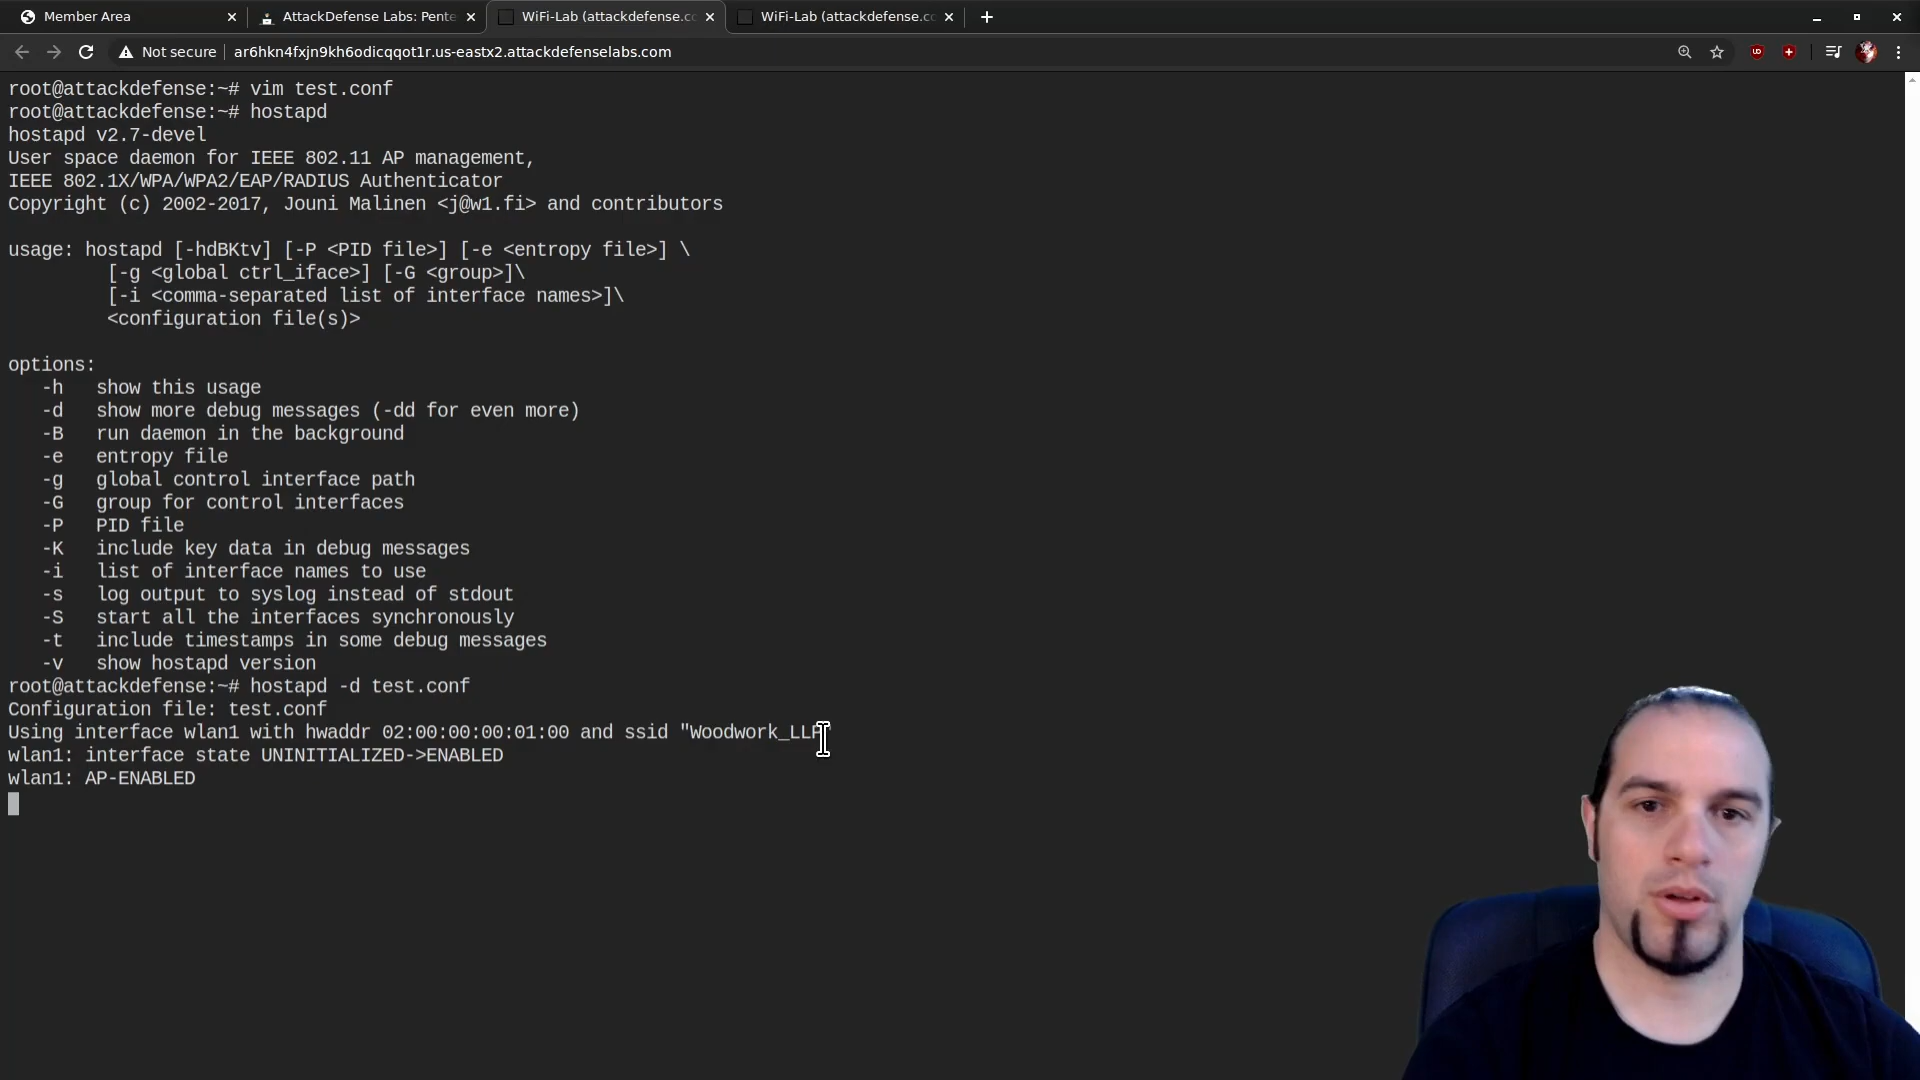 Member Area
AttackDefense Labs: Pente
WiFi-Lab (attackdefense.co
WiFi-Lab (attackdefense.co
Not secure
ar6hkn4fxjn9kh6odicqqot1r.us-eastx2.attackdefenselabs.com
root@attackdefense:~# vim test.conf
root@attackdefense:~# hostapd
hostapd v2.7-devel
User space daemon for IEEE 802.11 AP management,
IEEE 802.1X/WPA/WPA2/EAP/RADIUS Authenticator
Copyright (c) 2002-2017, Jouni Malinen <j@w1.fi> and contributors
usage: hostapd [-hdBKtv] [-P <PID file>] [-e <entropy file>] \
[-g <global ctrl_iface>] [-G <group>]\
[-i <comma-separated list of interface names>]\
<configuration file(s)>
options:
-h show this usage
-d show more debug messages (-dd for even more)
-B run daemon in the background
-e entropy file
-g global control interface path
-G group for control interfaces
-P PID file
-K include key data in debug messages
-i list of interface names to use
-s log output to syslog instead of stdout
-S start all the interfaces synchronously
-t include timestamps in some debug messages
-v show hostapd version
root@attackdefense:~# hostapd -d test.conf
Configuration file: test.conf
Using interface wlan1 with hwaddr 02:00:00:00:01:00 and ssid "Woodwork_LLP"
wlan1: interface state UNINITIALIZED->ENABLED
wlan1: AP-ENABLED